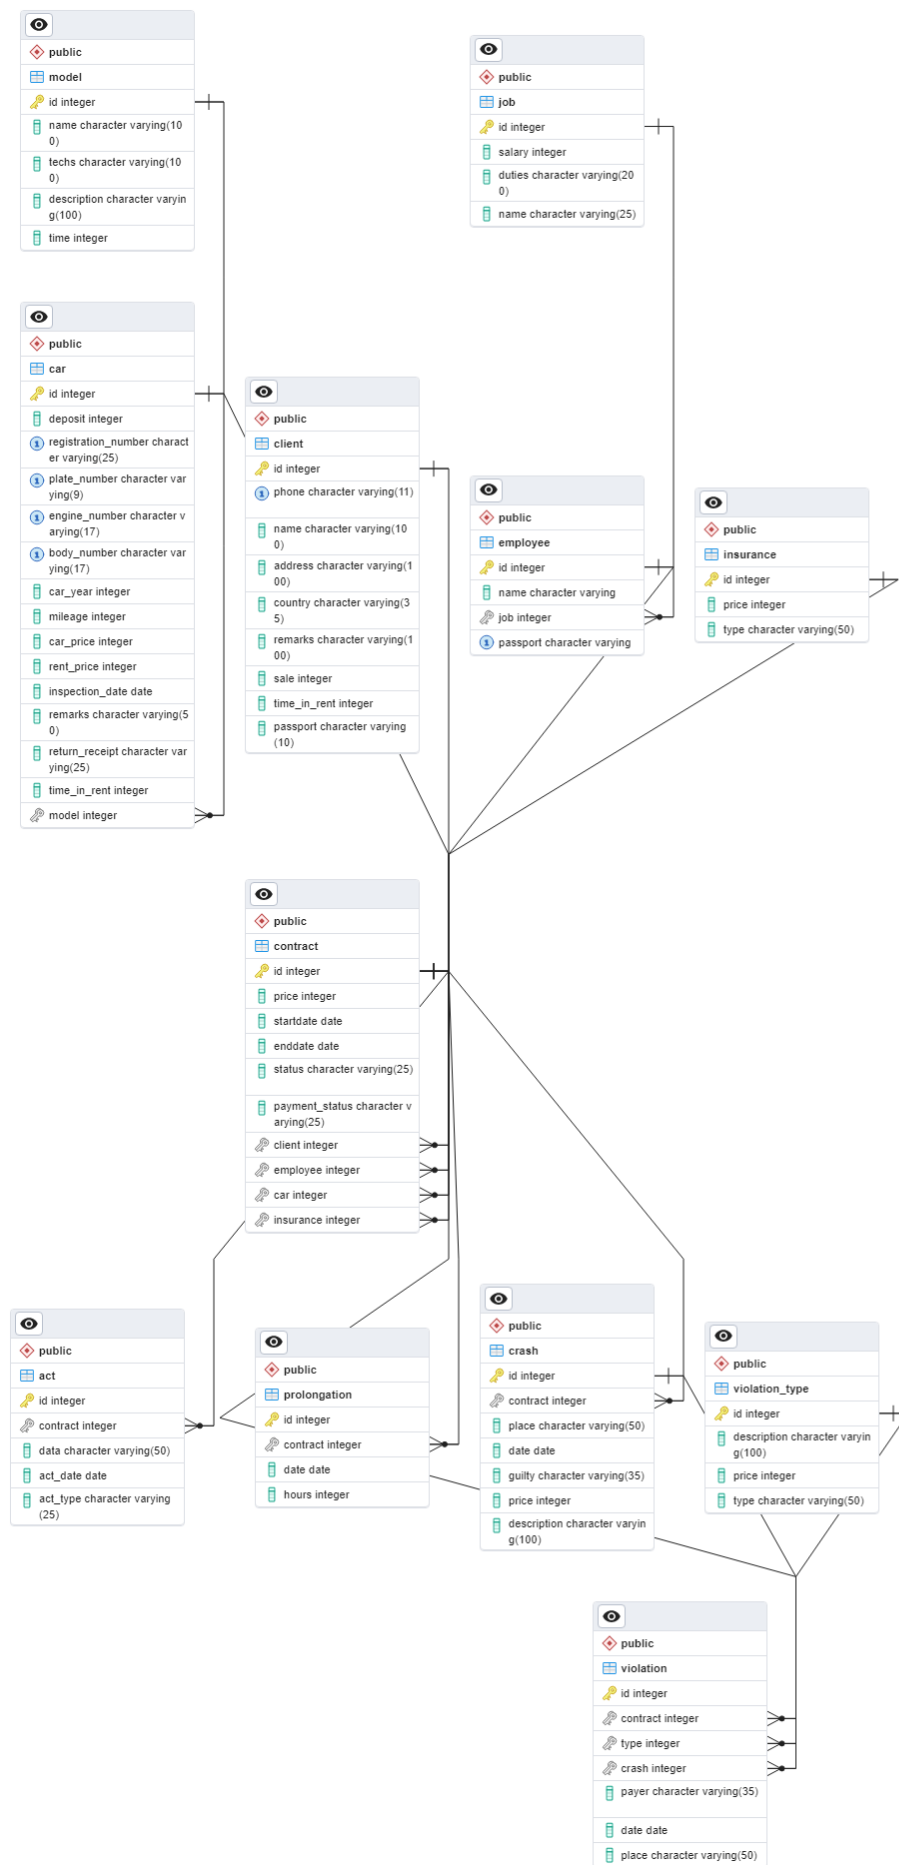 public
model
id integer
name character varying(10
0)
techs character varying(10
0)
description character varyin
g(100)
time integer
public
job
id integer
salary integer
duties character varying(20
0)
name character varying(25)
public
car
id integer
deposit integer
registration_number charact
er varying(25)
plate_number character var
ying(9)
engine_number character v
arying(17)
body_number character var
ying(17)
car_year integer
mileage integer
car_price integer
rent_price integer
inspection_date date
remarks character varying(5
0)
return_receipt character var
ying(25)
time_in_rent integer
model integer
public
client
id integer
phone character varying(11)
name character varying(10
0)
address character varying(1
00)
country character varying(3
5)
remarks character varying(1
00)
sale integer
time_in_rent integer
passport character varying
(10)
public
employee
id integer
name character varying
job integer
passport character varying
public
insurance
id integer
price integer
type character varying(50)
public
contract
id integer
price integer
startdate date
enddate date
status character varying(25)
payment_status character v
arying(25)
client integer
employee integer
car integer
insurance integer
public
act
id integer
contract integer
data character varying(50)
act_date date
act_type character varying
(25)
public
prolongation
id integer
contract integer
date date
hours integer
public
crash
id integer
contract integer
place character varying(50)
date date
guilty character varying(35)
price integer
description character varyin
g(100)
public
violation_type
id integer
description character varyin
g(100)
price integer
type character varying(50)
public
violation
id integer
contract integer
type integer
crash integer
payer character varying(35)
date date
place character varying(50)